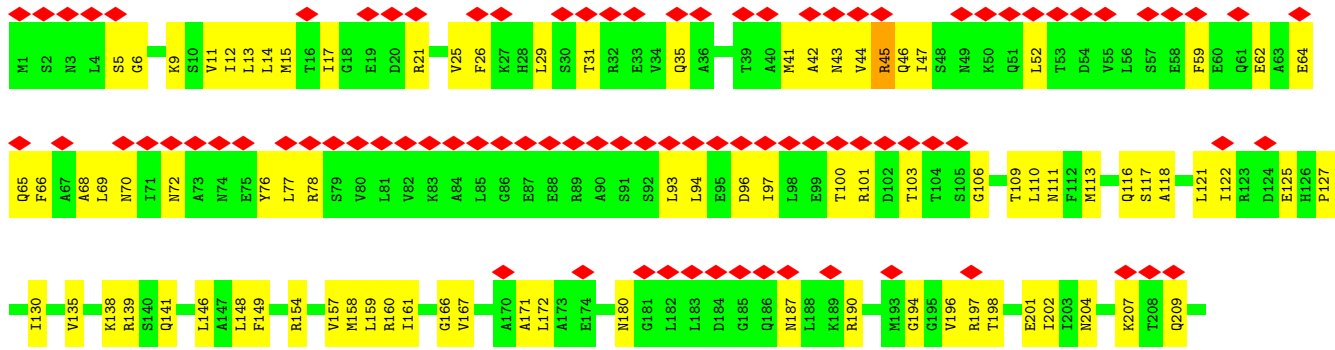 M1 S2 N3 L4 S5 G6 K9 S10 V11 I12 L13 L14 M15 T16 I17 G18 E19 D20 R21 V25 F26 K27 H28 L29 S30 T31 R32 E33 V34 Q35 A36 T39 A40 M41 A42 N43 V44 R45 Q46 I47 S48 N49 K50 Q51 L52 T53 D54 V55 L56 S57 E58 F59 E60 Q61 E62 A63 E64
Q65 F66 A67 A68 L69 N70 I71 N72 A73 N74 E75 Y76 L77 R78 S79 V80 L81 V82 K83 A84 L85 G86 E87 E88 R89 A90 S91 S92 L93 L94 E95 D96 I97 L98 E99 T100 R101 D102 T103 T104 S105 G106 T109 L110 N111 F112 M113 Q116 S117 A118 L121 I122 R123 D124 E125 H126 P127
I130 V135 K138 R139 S140 Q141 L146 A147 L148 F149 R154 V157 M158 L159 R160 I161 G166 V167 A170 A171 L172 A173 E174 N180 G181 L182 L183 D184 G185 Q186 N187 L188 K189 R190 M193 G194 G195 V196 R197 T198 E201 I202 I203 N204 K207 T208 Q209